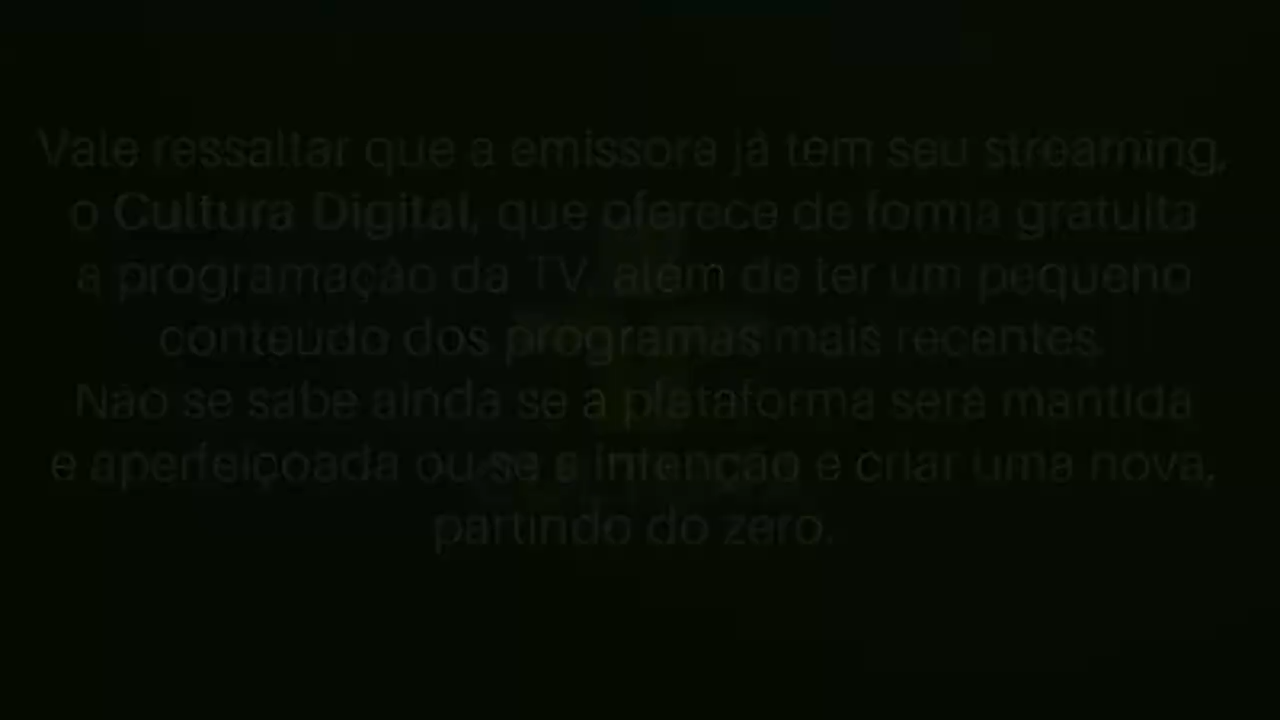 Vale ressaltar que a emissora já tem seu streaming,
o Cultura Digital, que oferece de forma gratuita
a programação da TV, além de ter um pequeno
conteúdo dos programas mais recentes.
Não se sabe ainda se a plataforma será mantida
e aperfeiçoada ou se a intenção é criar uma nova,
partindo do zero.